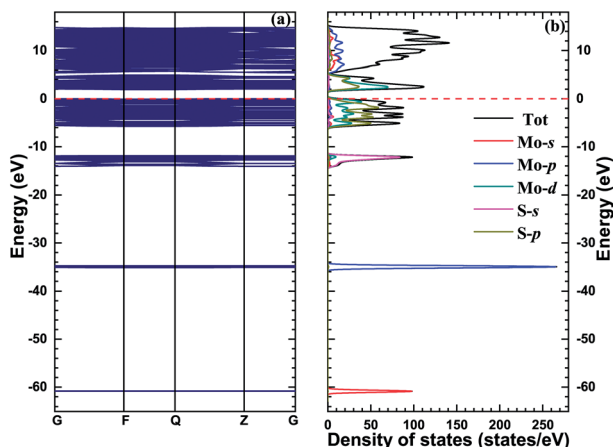 (a)
(b)
10
0
-10
-20
-30
-40
-50
-60
Energy (eV)
G F Q Z G
Tot
Mo-s
Mo-p
Mo-d
S-s
S-p
10
0
-10
-20
-30
-40
-50
-60
Energy (eV)
0 50 100 150 200 250
Density of states (states/eV)